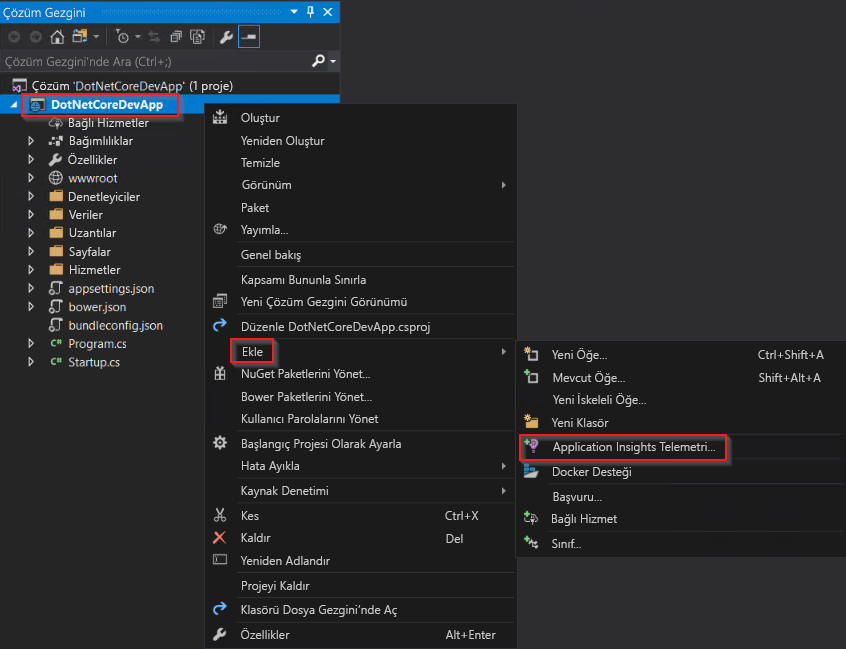 Çözüm Gezgini
Çözüm Gezgini'nde Ara (Ctrl+;)
Çözüm 'DotNetCoreDevApp' (1 proje)
DotNetCoreDevApp
Bağlı Hizmetler
Bağımlılıklar
Özellikler
wwwroot
Denetleyiciler
Veriler
Uzantılar
Sayfalar
Hizmetler
appsettings.json
bower.json
bundleconfig.json
C# Program.cs
C# Startup.cs
Oluştur
Yeniden Oluştur
Temizle
Görünüm
Paket
Yayımla...
Genel bakış
Kapsamı Bununla Sınırla
Yeni Çözüm Gezgini Görünümü
Düzenle DotNetCoreDevApp.csproj
Ekle
NuGet Paketlerini Yönet...
Bower Paketlerini Yönet...
Kullanıcı Parolalarını Yönet
Başlangıç Projesi Olarak Ayarla
Hata Ayıkla
Kaynak Denetimi
Kes Ctrl+X
Kaldır Del
Yeniden Adlandır
Projeyi Kaldır
Klasörü Dosya Gezgini'nde Aç
Özellikler Alt+Enter
Yeni Öğe... Ctrl+Shift+A
Mevcut Öğe... Shift+Alt+A
Yeni İskeleli Öğe...
Yeni Klasör
Application Insights Telemetri...
Docker Desteği
Başvuru...
Bağlı Hizmet
Sınıf...